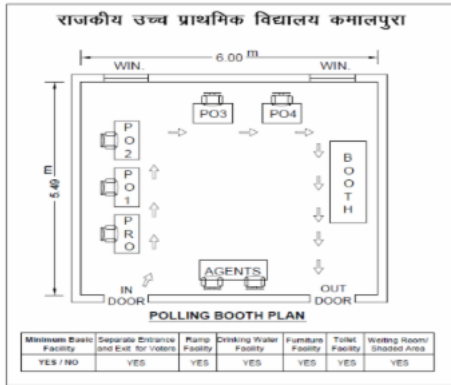 राजकीय उच्च प्राथमिक विद्यालय कमालपुरा
6.00 m
WIN.
WIN.
PO3
PO4
PO2
PO1
PRO
BOOTH
5.49 m
AGENTS
IN DOOR
OUT DOOR
POLLING BOOTH PLAN
Minimum Basic Facility
Separate Entrance and Exit for Voters
Ramp Facility
Drinking Water Facility
Furniture Facility
Toilet Facility
Waiting Room/ Shaded Area
YES / NO
YES
YES
YES
YES
YES
YES